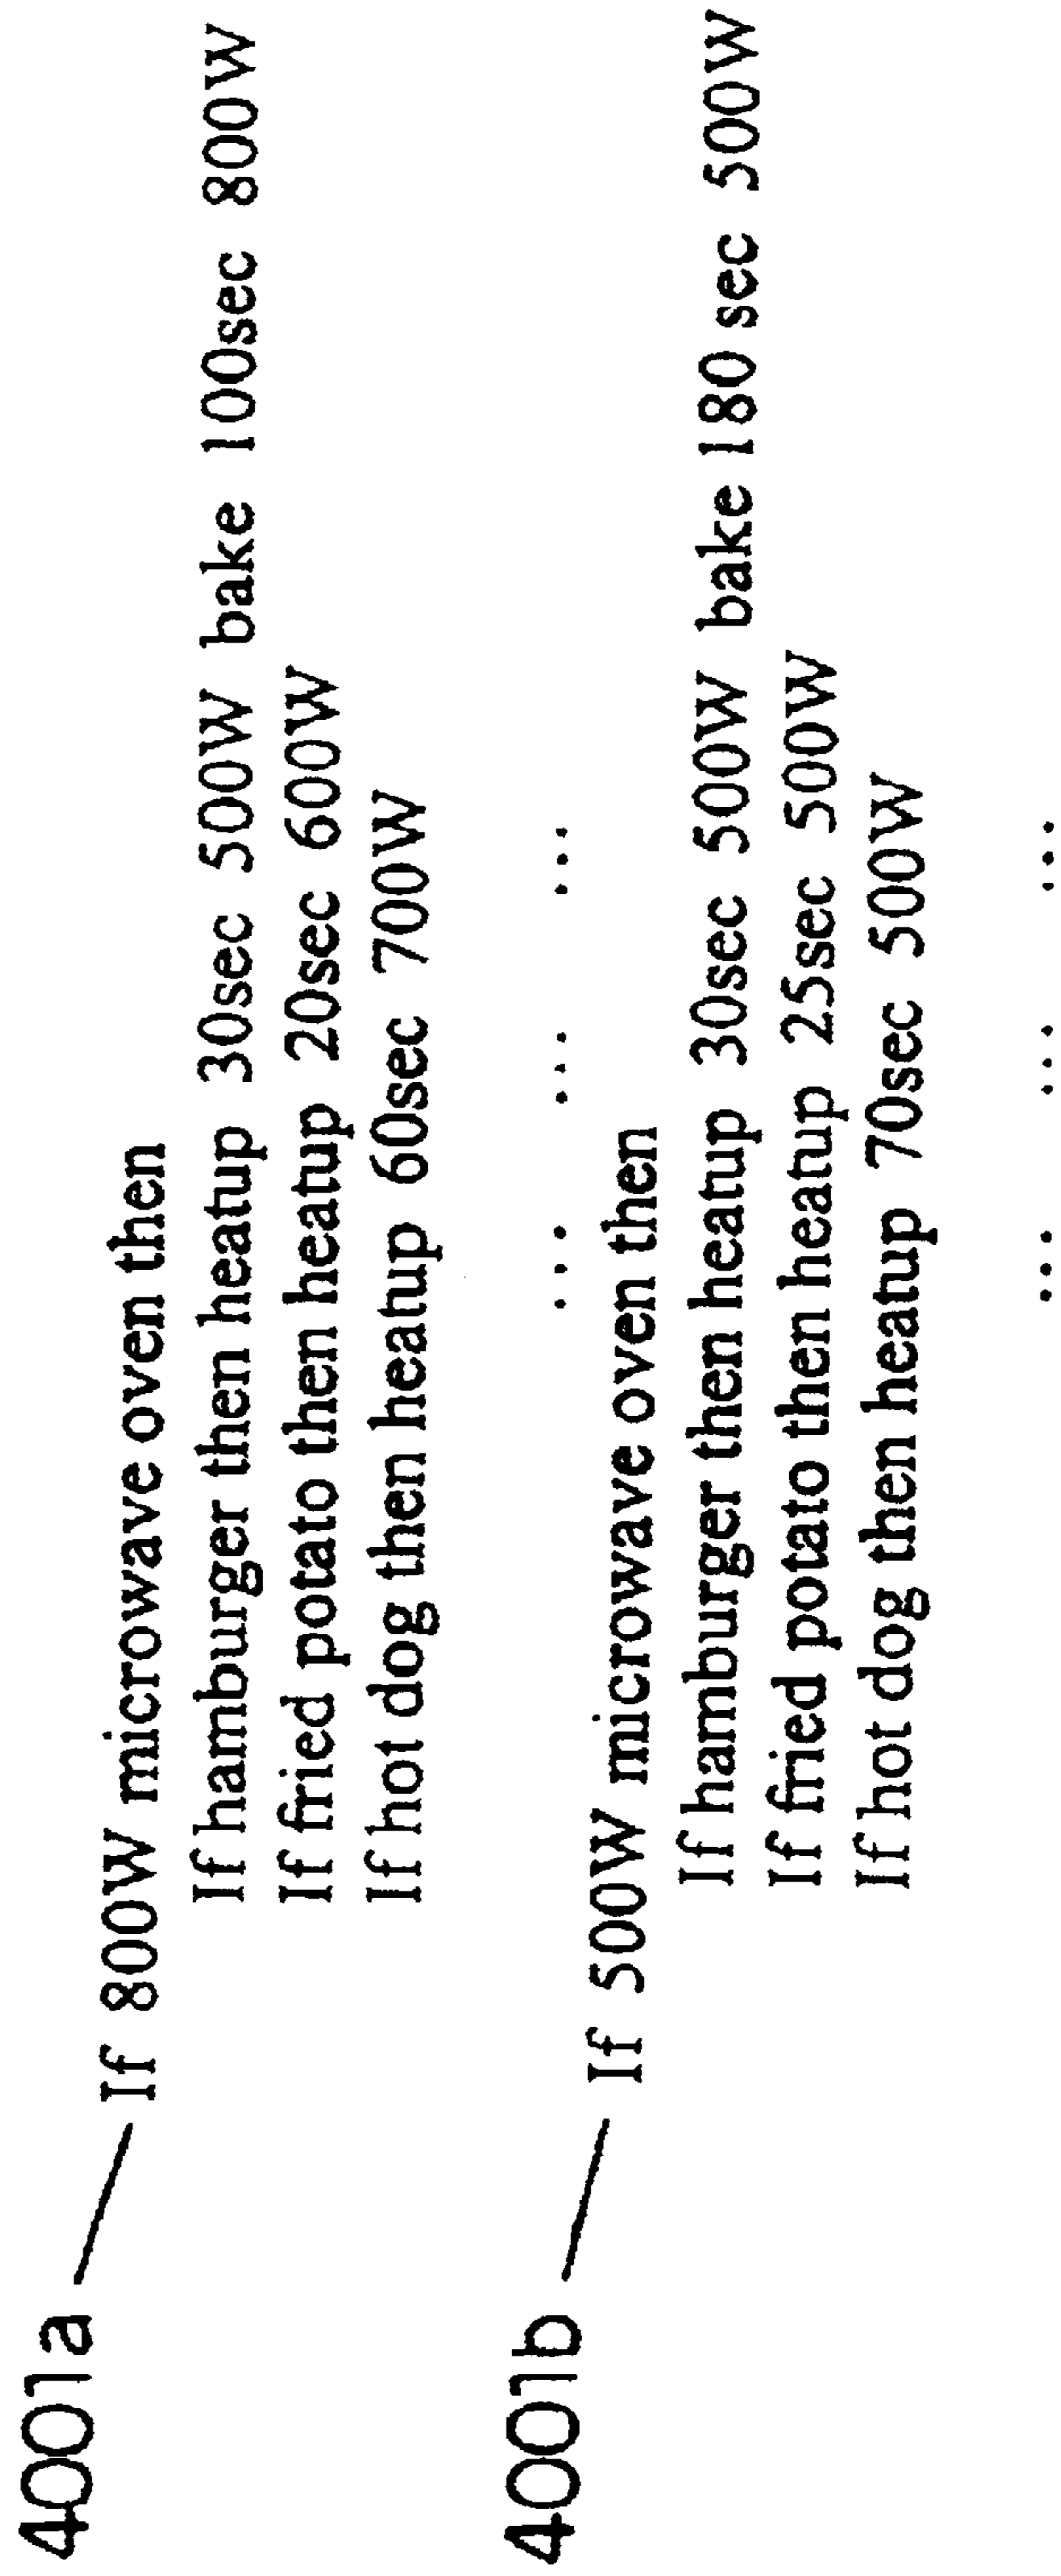 4001a If 800W microwave oven then
If hamburger then heatup 30sec 500W bake 100sec 800W
If fried potato then heatup 20sec 600W
If hot dog then heatup 60sec 700W
... ... ...
4001b If 500W microwave oven then
If hamburger then heatup 30sec 500W bake 180 sec 500W
If fried potato then heatup 25sec 500W
If hot dog then heatup 70sec 500W
... ... ...